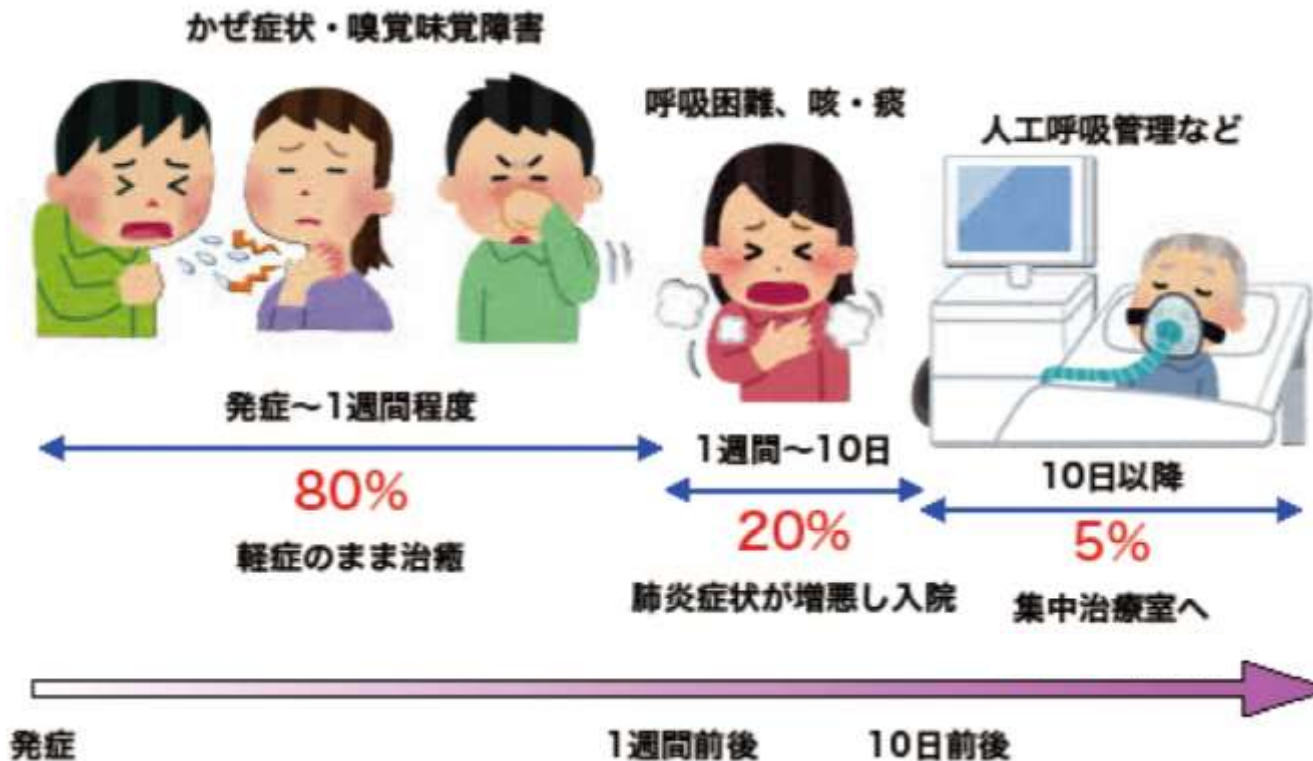 かぜ症状・嗅覚味覚障害
呼吸困難、咳・痰
人工呼吸管理など
発症～1週間程度
80%
軽症のまま治癒
1週間～10日
20%
肺炎症状が増悪し入院
10日以降
5%
集中治療室へ
発症
1週間前後
10日前後